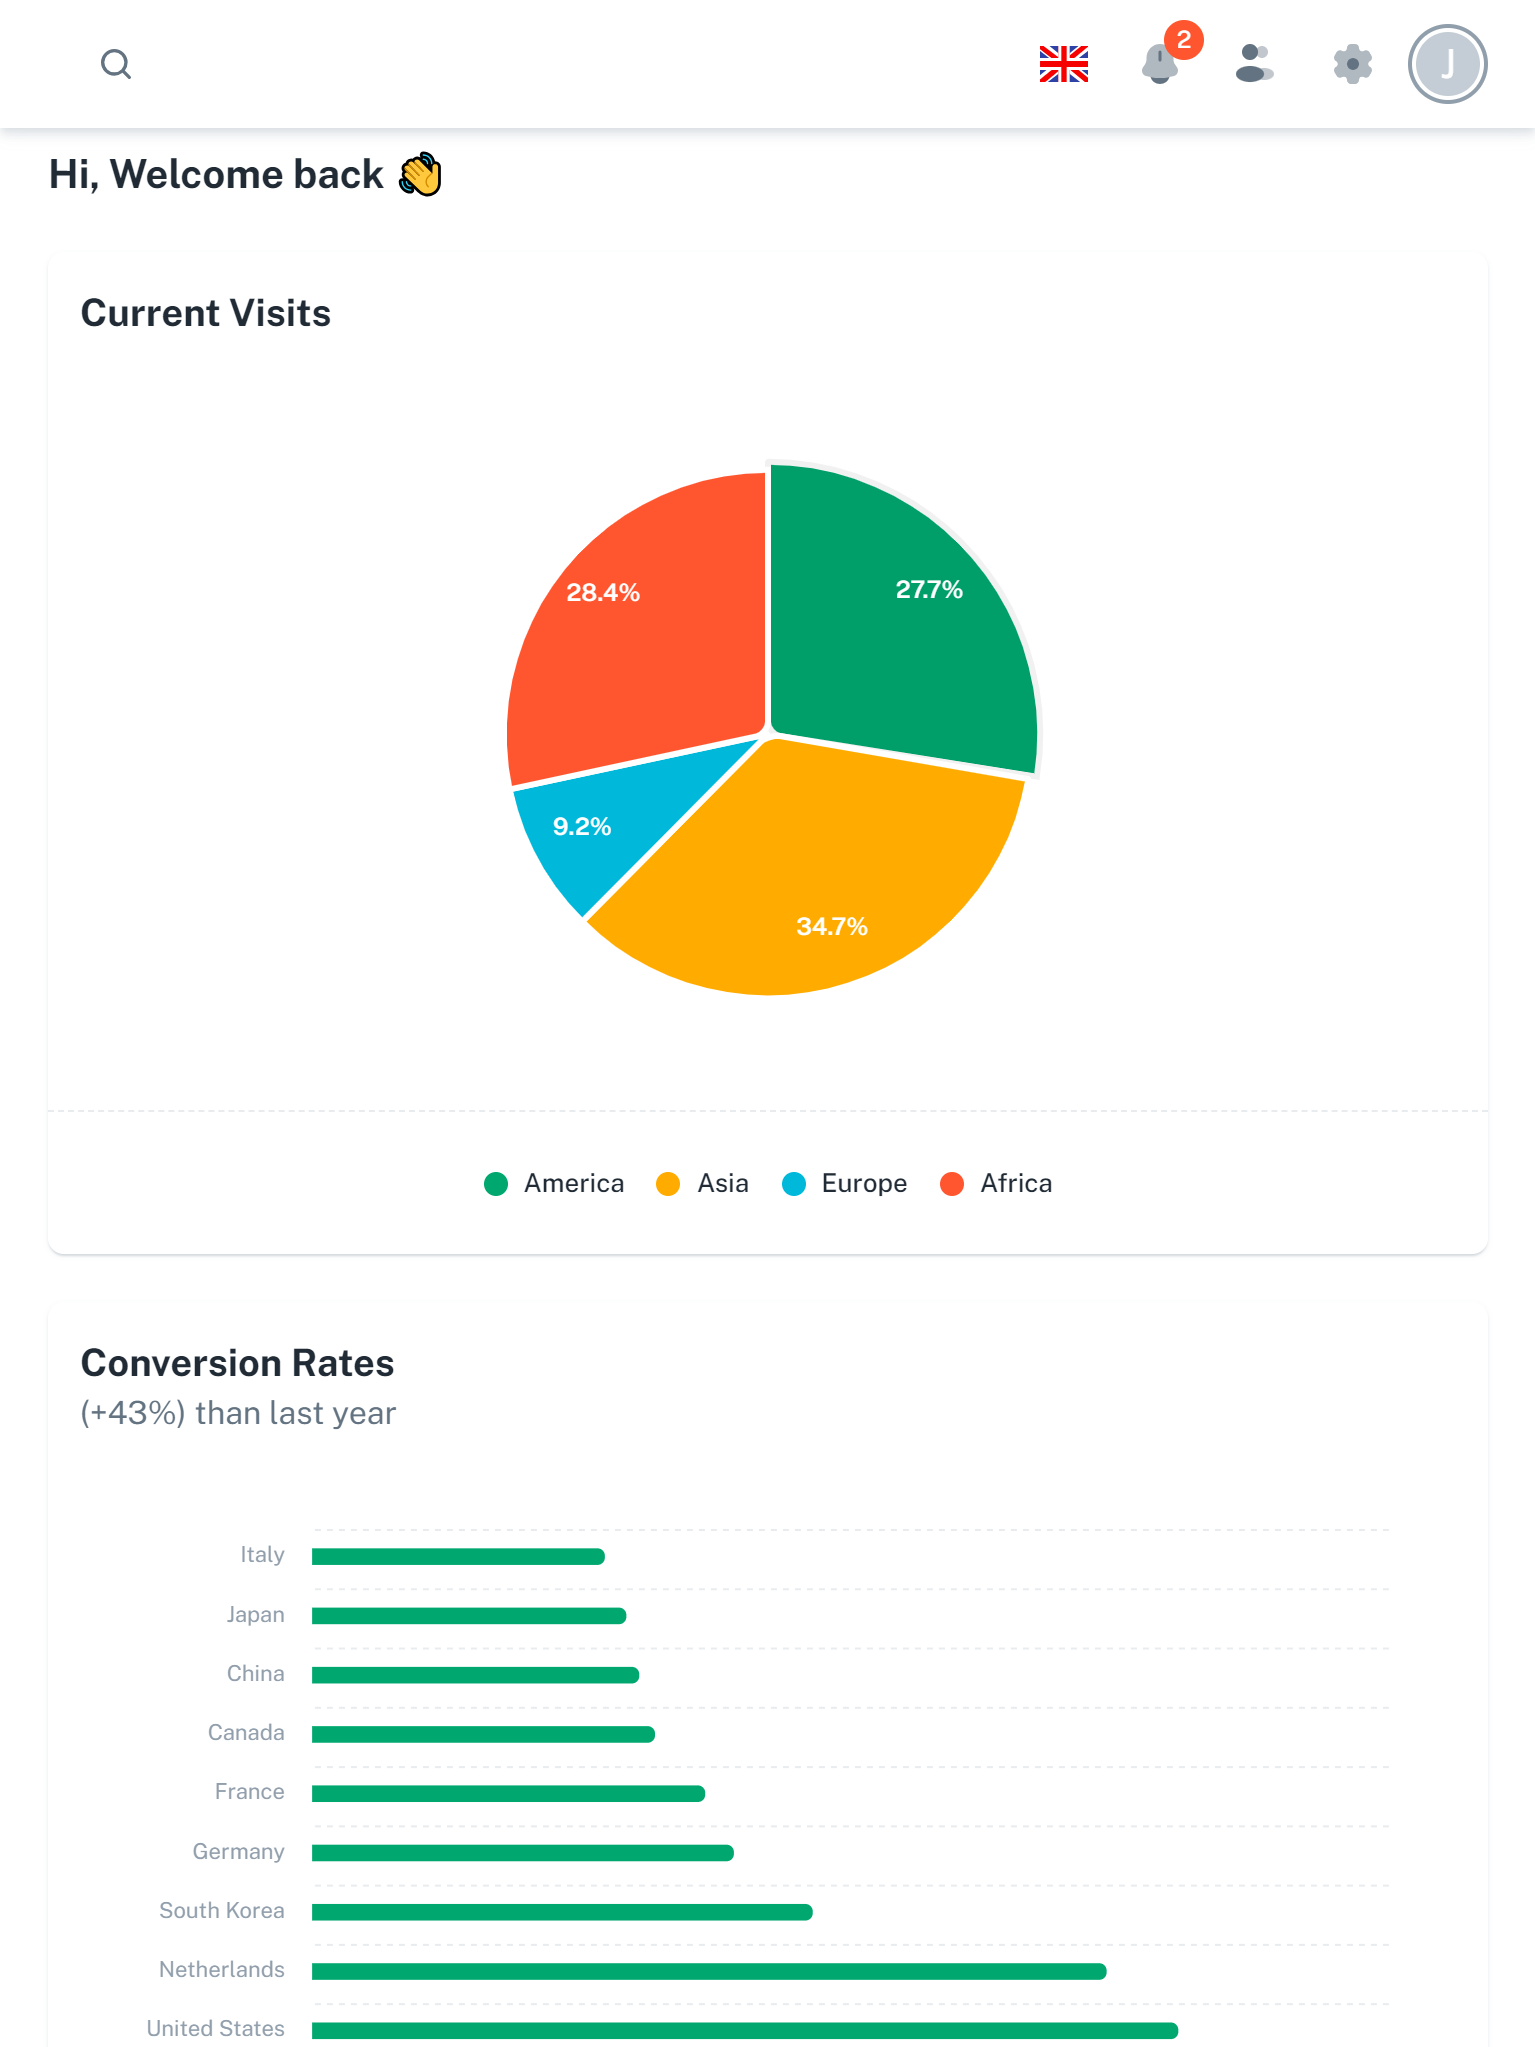 2
J
Hi, Welcome back 👋
Current Visits
28.4%
27.7%
9.2%
34.7%
America
Asia
Europe
Africa
Conversion Rates
(+43%) than last year
Italy
Japan
China
Canada
France
Germany
South Korea
Netherlands
United States